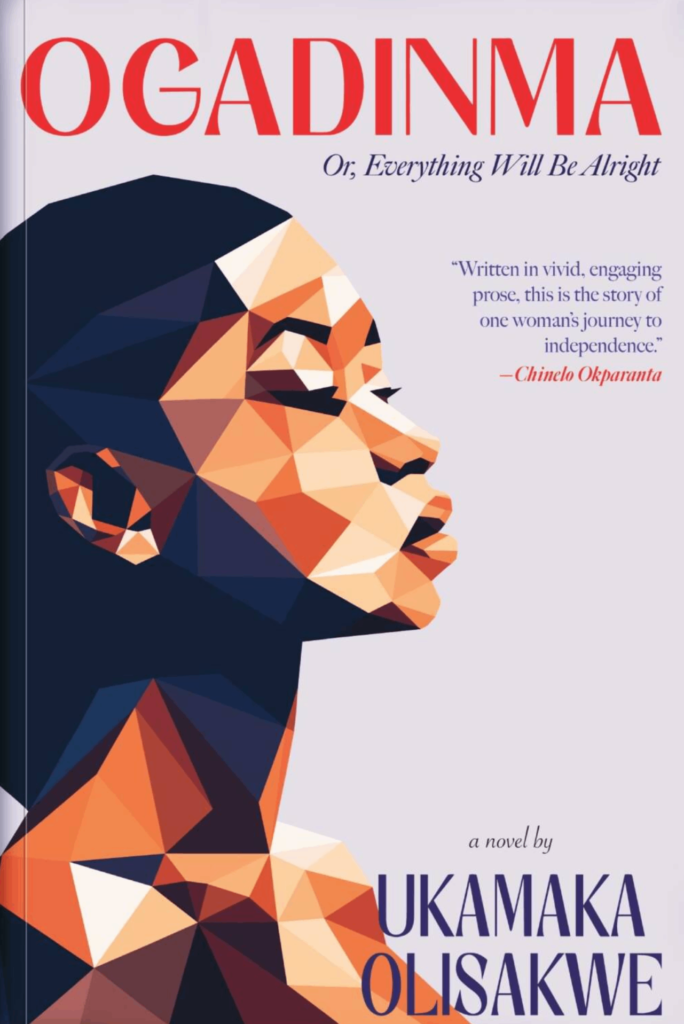 OGADINMA
Or, Everything Will Be Alright
“Written in vivid, engaging
prose, this is the story of
one woman’s journey to
independence.”
—Chinelo Okparanta
a novel by
UKAMAKA
OLISAKWE